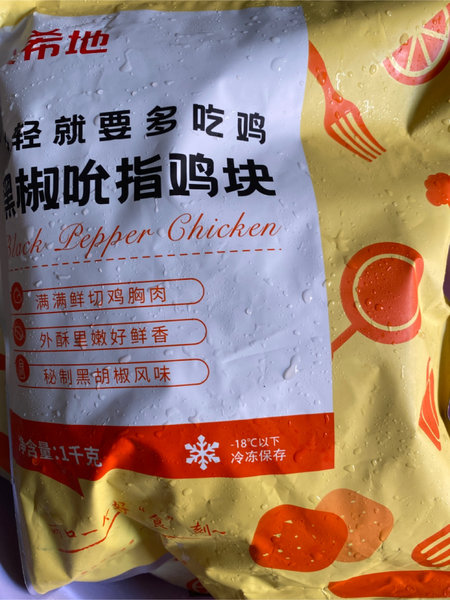 希地
轻就要多吃鸡
黑椒吮指鸡块
Black Pepper Chicken
满满鲜切鸡胸肉
外酥里嫩好鲜香
秘制黑胡椒风味
净含量:1千克
-18℃以下
冷冻保存